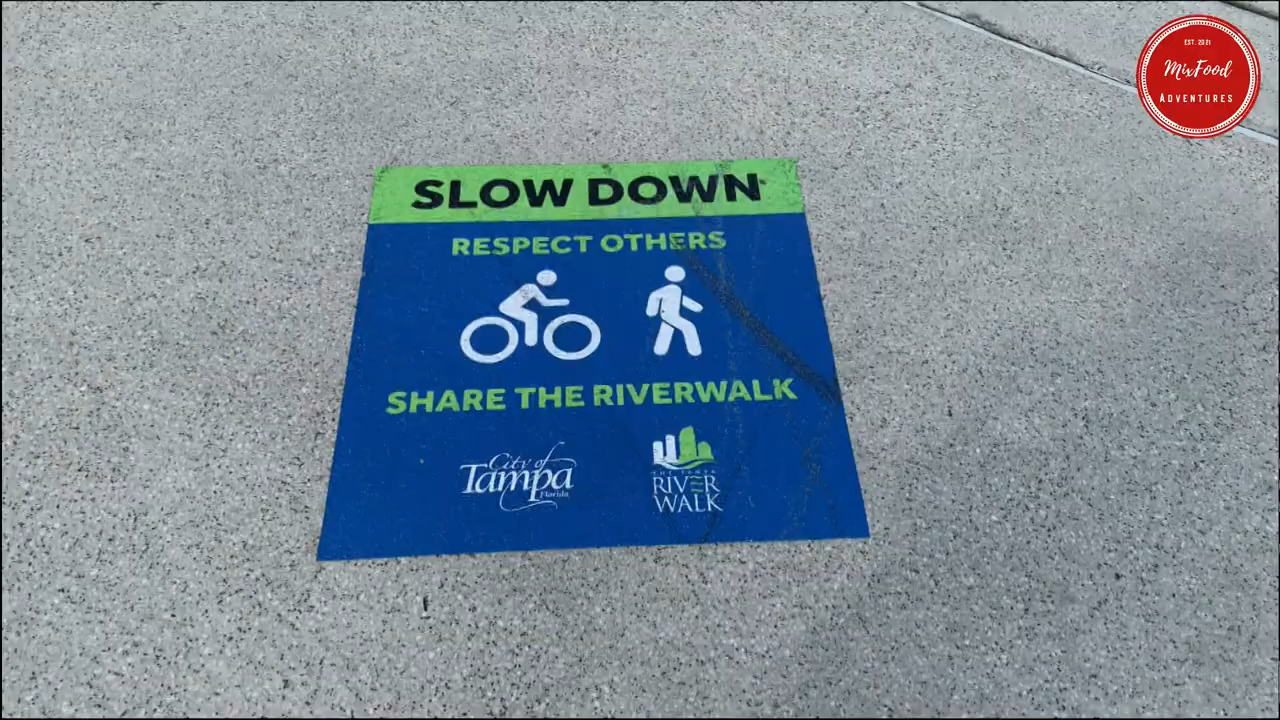 EST. 2021
MixFood
ADVENTURES
SLOW DOWN
RESPECT OTHERS
SHARE THE RIVERWALK
City of
Tampa
Florida
THE TAMPA
RIVER
WALK